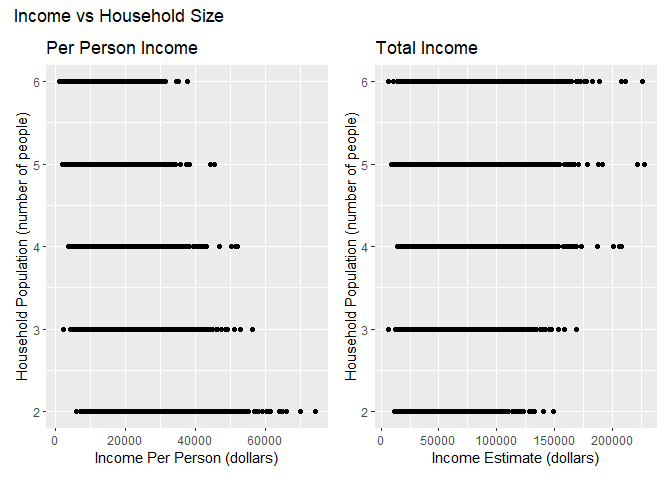 Income vs Household Size
Per Person Income
Household Population (number of people)
6
5
4
3
2
0 20000 40000 60000
Income Per Person (dollars)
Total Income
Household Population (number of people)
6
5
4
3
2
0 50000 100000 150000 200000
Income Estimate (dollars)